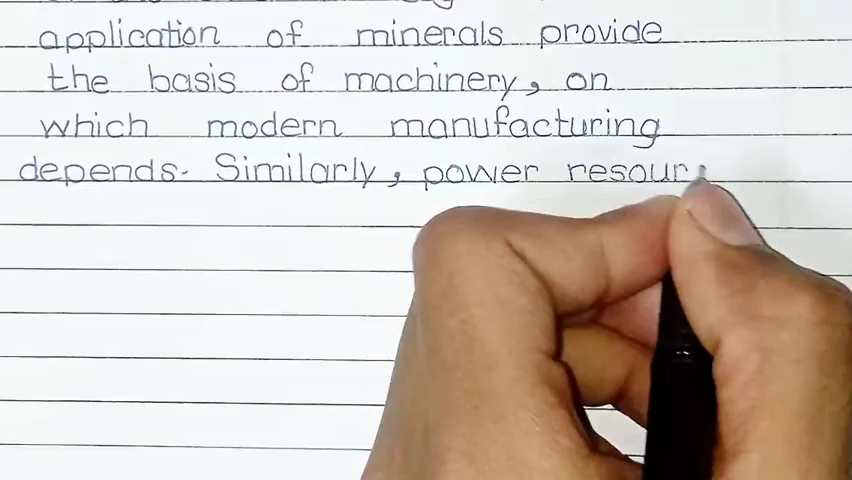 application of minerals provide
the basis of machinery, on
which modern manufacturing
depends. Similarly, power resour